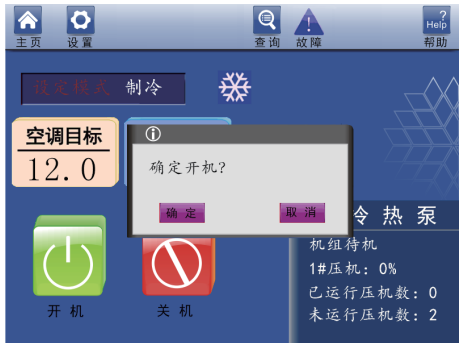 ?
Help
主页 设置 查询 故障 帮助
设定模式 制冷
空调目标
12.0
确定开机?
确定 取消
冷热泵
机组待机
1#压机: 0%
已运行压机数: 0
未运行压机数: 2
开机 关机